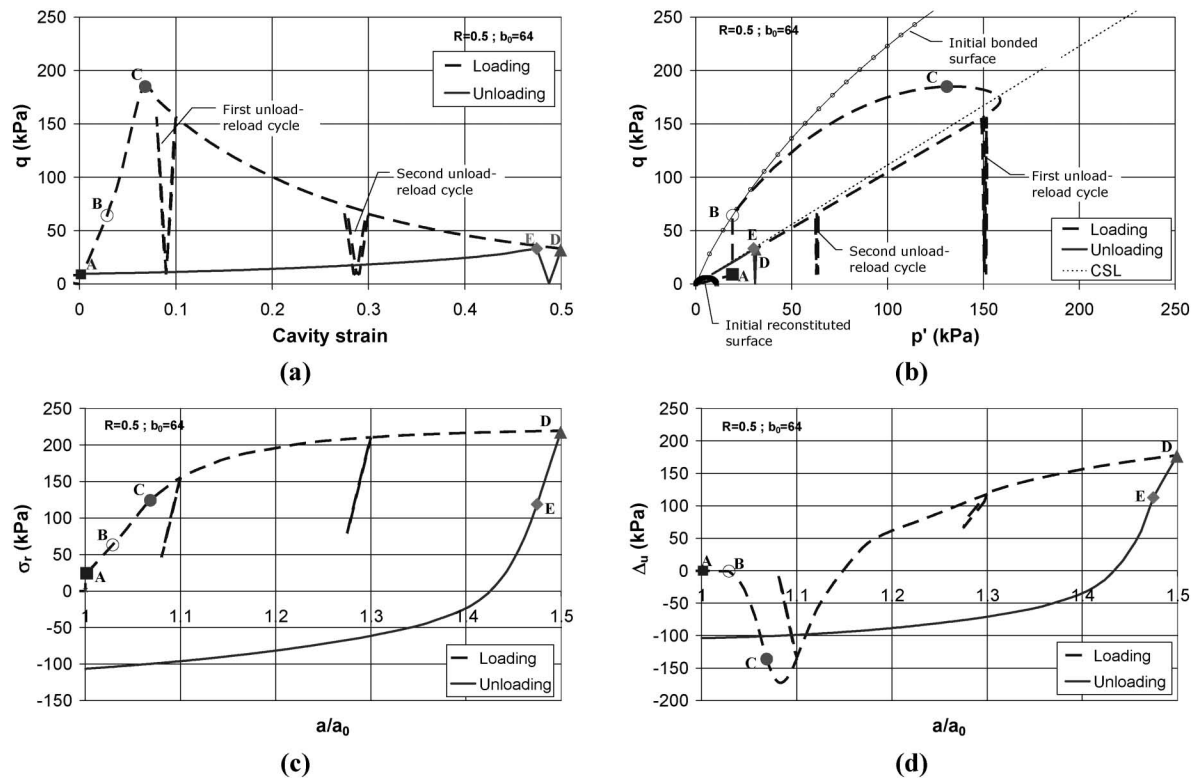 250
200
150
100
50
0
q (kPa)
R=0.5 ; b₀=64
Loading
Unloading
C
First unload-
reload cycle
Second unload-
reload cycle
B
A
E
D
0
0.1
0.2
0.3
0.4
0.5
Cavity strain
(a)
250
200
150
100
50
0
q (kPa)
R=0.5 ; b₀=64
Initial bonded
surface
C
First unload-
reload cycle
B
E
D
A
Second unload-
reload cycle
Loading
Unloading
CSL
0
50
100
150
200
250
Initial reconstituted
surface
p' (kPa)
(b)
250
200
150
100
50
0
-50
-100
-150
σr (kPa)
R=0.5 ; b₀=64
D
C
B
E
A
1
1.1
1.2
1.3
1.4
1.5
Loading
Unloading
a/a₀
(c)
250
200
150
100
50
0
-50
-100
-150
-200
Δu (kPa)
R=0.5 ; b₀=64
D
E
A
B
1
1.1
1.2
1.3
1.4
1.5
C
Loading
Unloading
a/a₀
(d)